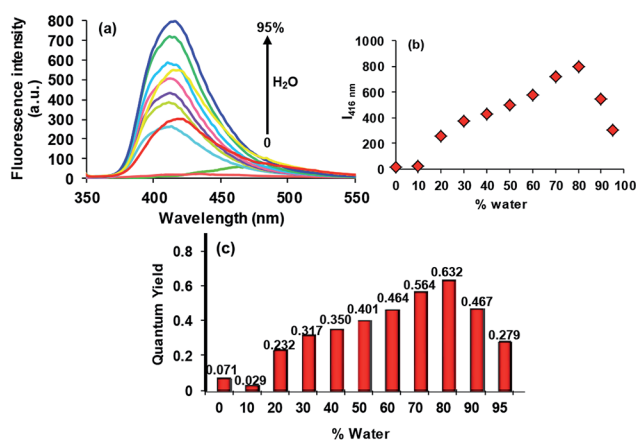 (a)
95%
H₂O
0
800
700
600
500
400
300
200
100
0
Fluorescence intensity
(a.u.)
350 400 450 500 550
Wavelength (nm)
(b)
1000
800
600
400
200
0
I416 nm
0 10 20 30 40 50 60 70 80 90 100
% water
(c)
0.8
0.6
0.4
0.2
0
Quantum Yield
0.071 0.029 0.232 0.317 0.350 0.401 0.464 0.564 0.632 0.467 0.279
0 10 20 30 40 50 60 70 80 90 95
% Water